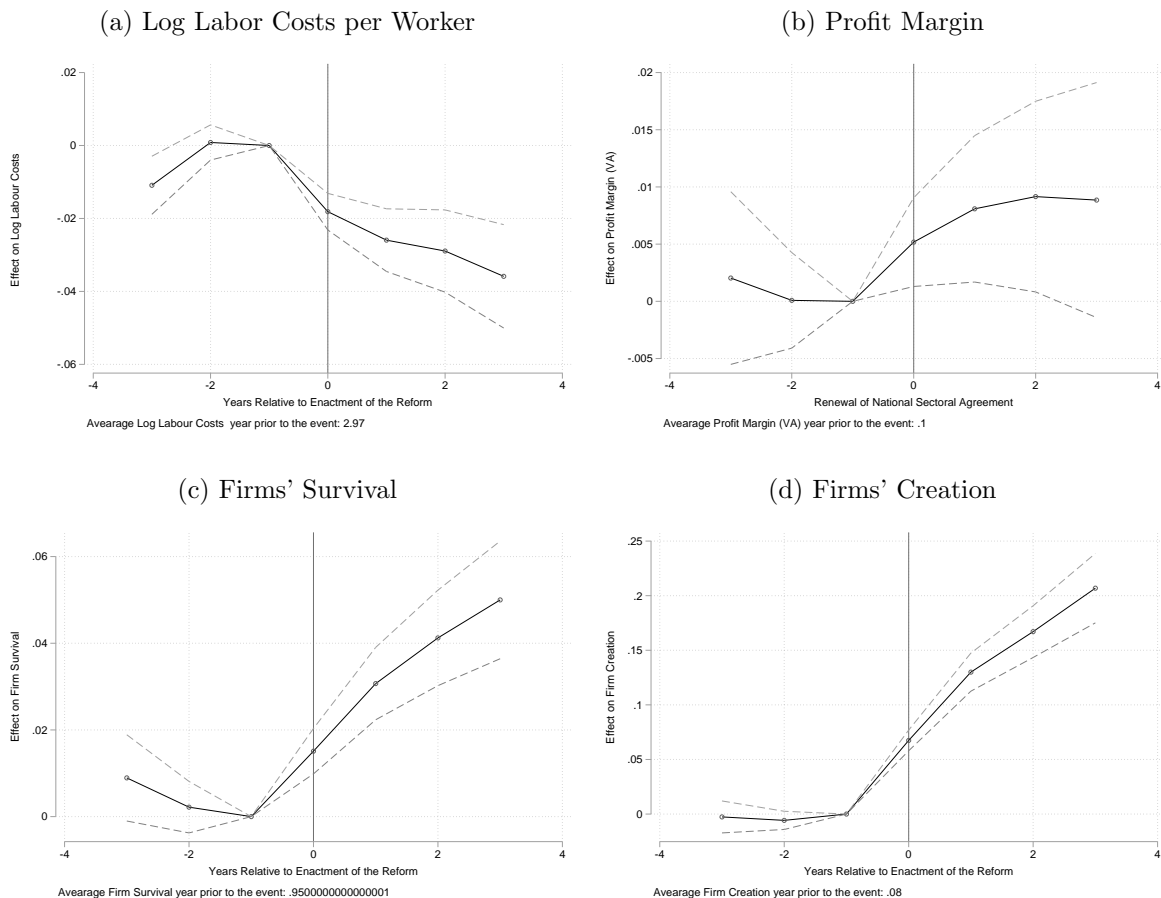 (a) Log Labor Costs per Worker
.02
0
-.02
-.04
-.06
Effect on Log Labour Costs
-4 -2 0 2 4
Years Relative to Enactment of the Reform
Avearage Log Labour Costs year prior to the event: 2.97
(b) Profit Margin
.02
.015
.01
.005
0
-.005
Effect on Profit Margin (VA)
-4 -2 0 2 4
Renewal of National Sectoral Agreement
Avearage Profit Margin (VA) year prior to the event: .1
(c) Firms' Survival
.06
.04
.02
0
Effect on Firm Survival
-4 -2 0 2 4
Years Relative to Enactment of the Reform
Avearage Firm Survival year prior to the event: .9500000000000001
(d) Firms' Creation
.25
.2
.15
.1
.05
0
Effect on Firm Creation
-4 -2 0 2 4
Years Relative to Enactment of the Reform
Avearage Firm Creation year prior to the event: .08